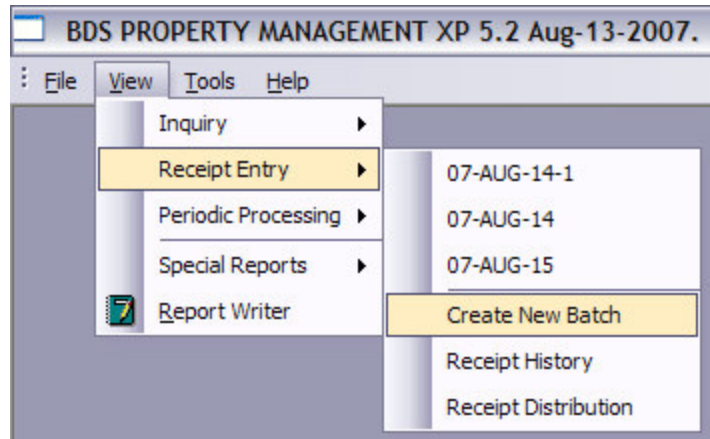 BDS PROPERTY MANAGEMENT XP 5.2 Aug-13-2007.
File View Tools Help
Inquiry
Receipt Entry
Periodic Processing
Special Reports
Report Writer
07-AUG-14-1
07-AUG-14
07-AUG-15
Create New Batch
Receipt History
Receipt Distribution